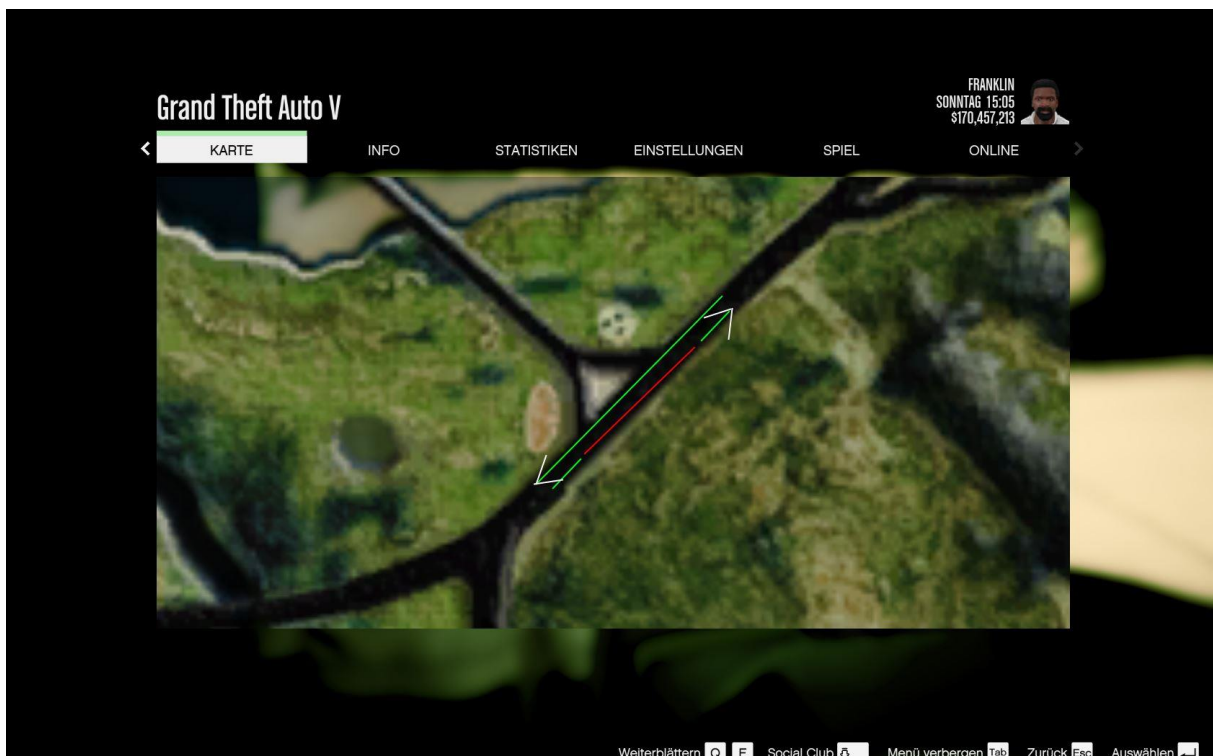 FRANKLIN
Grand Theft Auto V
SONNTAG 15:05
$170,457,213
KARTE INFO STATISTIKEN EINSTELLUNGEN SPIEL ONLINE
Weiterblättern Q E Social Club Menü verbergen Tab Zurück Esc Auswählen